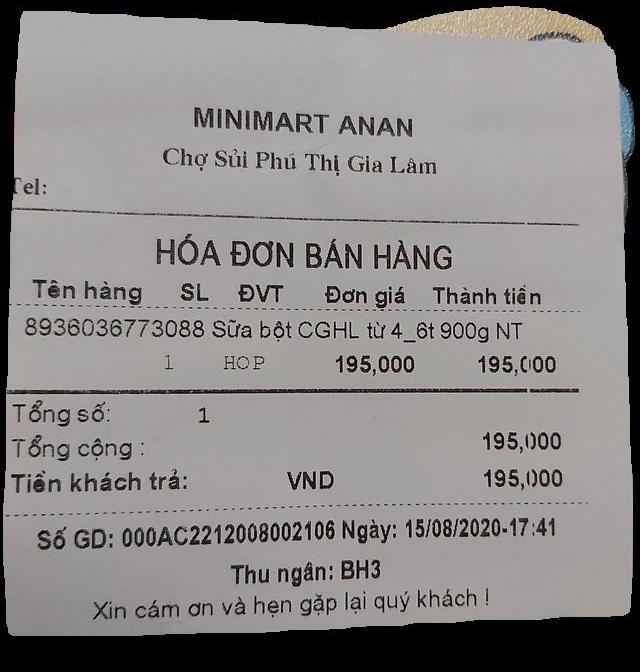 MINIMART ANAN
Chợ Sủi Phú Thị Gia Lâm
Tel:
HÓA ĐƠN BÁN HÀNG
Tên hàng SL ĐVT Đơn giá Thành tiền
8936036773088 Sữa bột CGHL từ 4_6t 900g NT
1 HOP 195,000 195,000
Tổng số: 1
Tổng cộng : 195,000
Tiền khách trả: VND 195,000
Số GD: 000AC2212008002106 Ngày: 15/08/2020-17:41
Thu ngân: BH3
Xin cám ơn và hẹn gặp lại quý khách !